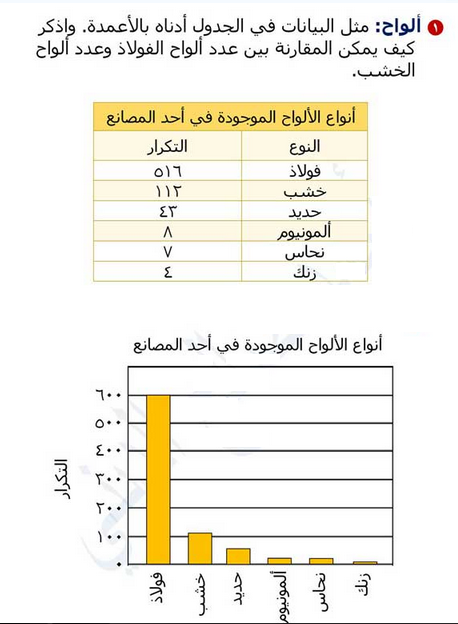 ١ ألواح: مثل البيانات في الجدول أدناه بالأعمدة. واذكر
كيف يمكن المقارنة بين عدد ألواح الفولاذ وعدد ألواح
الخشب.
أنواع الألواح الموجودة في أحد المصانع
النوع التكرار
فولاذ ٥١٦
خشب ١١٢
حديد ٤٣
ألمونيوم ٨
نحاس ٧
زنك ٤
أنواع الألواح الموجودة في أحد المصانع
التكرار
٦٠٠
٥٠٠
٤٠٠
٣٠٠
٢٠٠
١٠٠
٠
فولاذ
خشب
حديد
ألمونيوم
نحاس
زنك